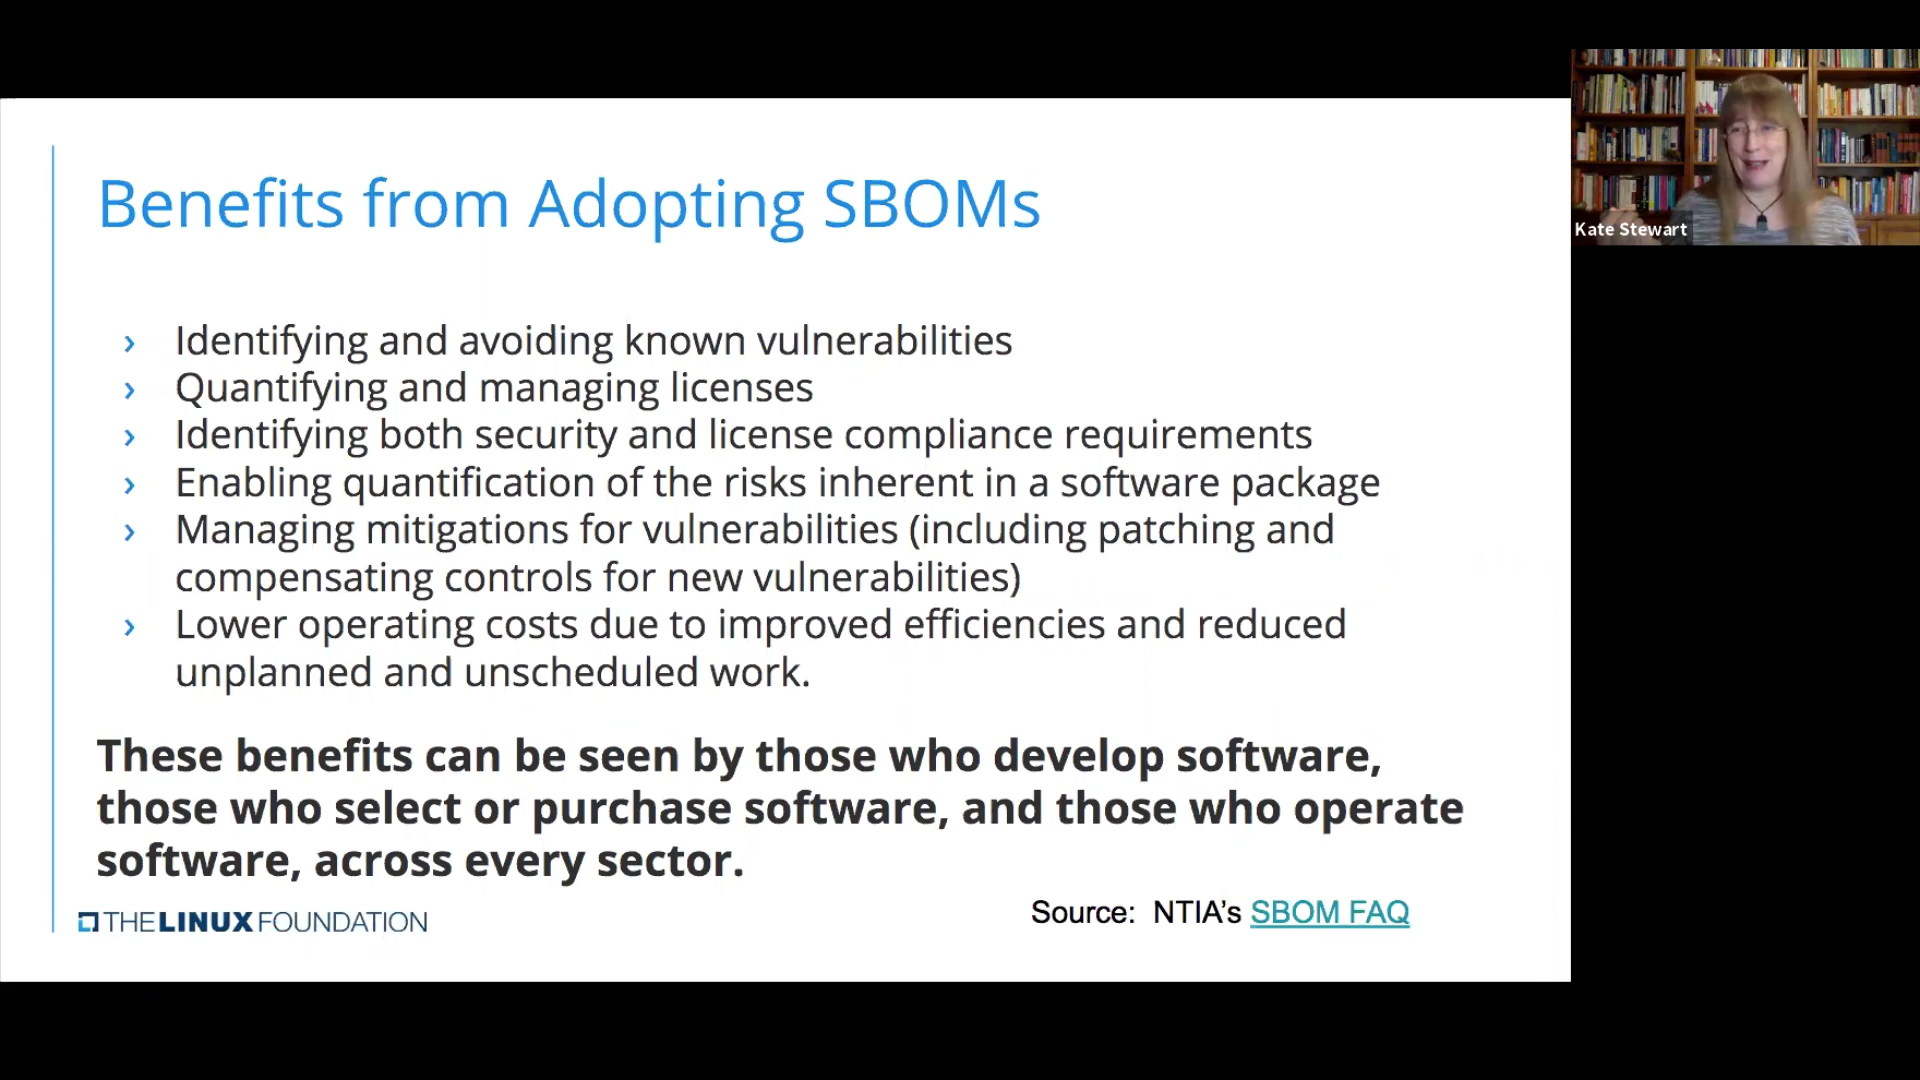 Benefits from Adopting SBOMs
› Identifying and avoiding known vulnerabilities
› Quantifying and managing licenses
› Identifying both security and license compliance requirements
› Enabling quantification of the risks inherent in a software package
› Managing mitigations for vulnerabilities (including patching and
compensating controls for new vulnerabilities)
› Lower operating costs due to improved efficiencies and reduced
unplanned and unscheduled work.
These benefits can be seen by those who develop software,
those who select or purchase software, and those who operate
software, across every sector.
Source: NTIA’s SBOM FAQ
THE LINUX FOUNDATION
Kate Stewart